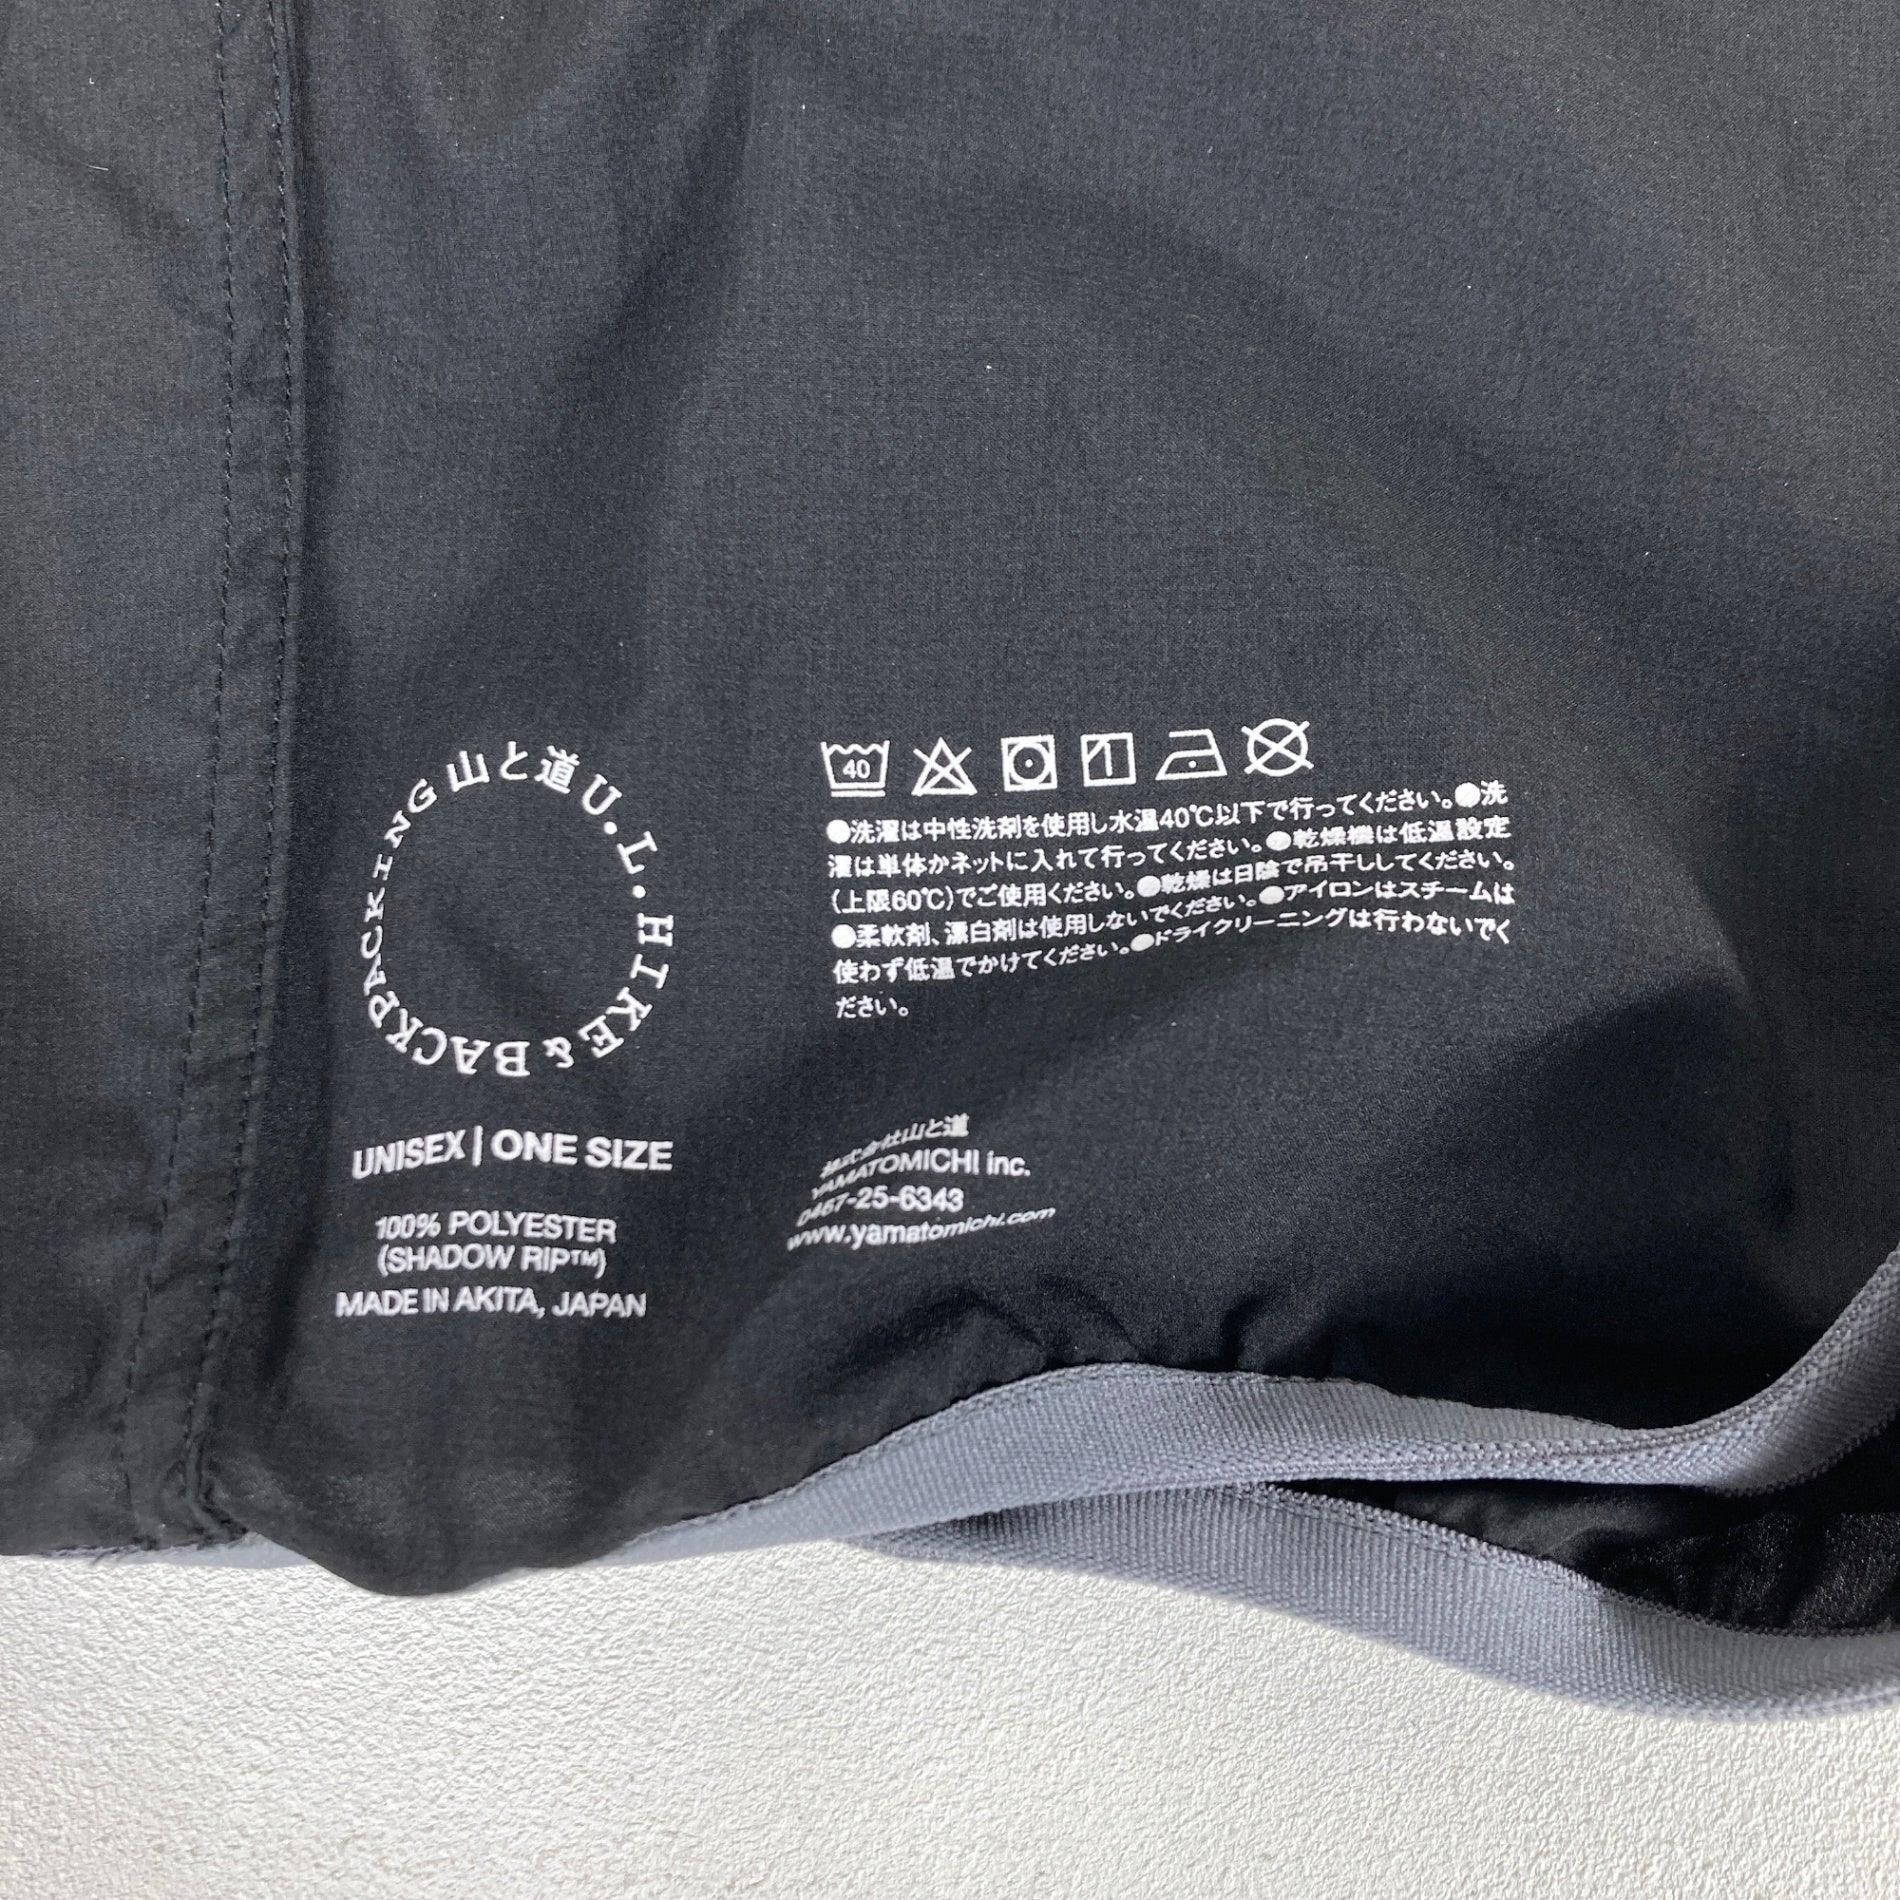 山と道 U.L. HIKE & BACKPACKING
UNISEX | ONE SIZE
100% POLYESTER
(SHADOW RIP™)
MADE IN AKITA, JAPAN
40
●洗濯は中性洗剤を使用し水温40℃以下で行ってください。●洗
濯は単体かネットに入れて行ってください。●乾燥機は低温設定
(上限60℃)でご使用ください。●乾燥は日陰で吊干ししてください。
●柔軟剤、漂白剤は使用しないでください。●アイロンはスチームは
使わず低温でかけてください。●ドライクリーニングは行わないでく
ださい。
株式会社山と道
YAMATOMICHI inc.
0467-25-6343
www.yamatomichi.com